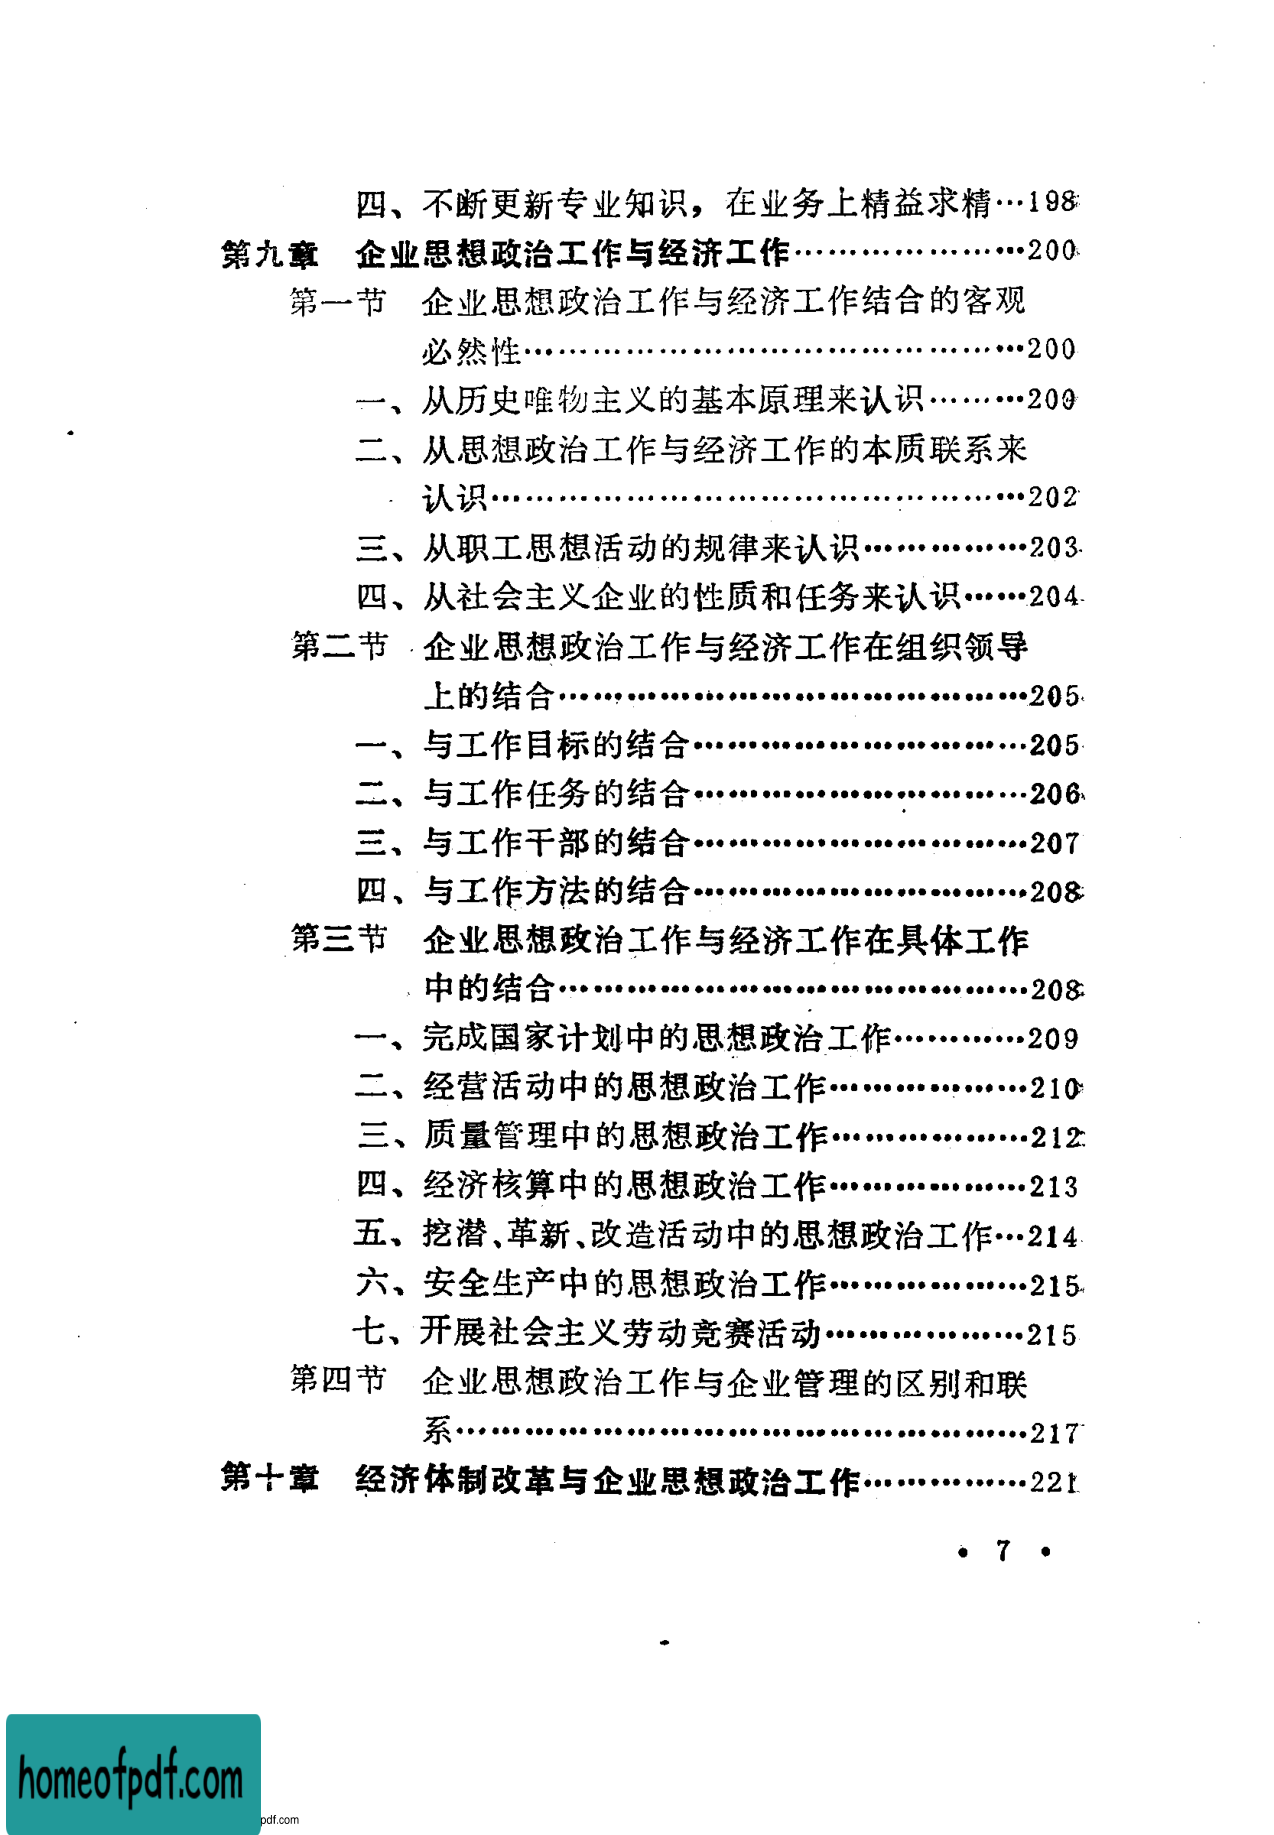 四、不断更新专业知识，在业务上精益求精…198
第九章　企业思想政治工作与经济工作…………………200
第一节　企业思想政治工作与经济工作结合的客观
必然性………………………………………200
一、从历史唯物主义的基本原理来认识………200
二、从思想政治工作与经济工作的本质联系来
认识…………………………………………202
三、从职工思想活动的规律来认识……………203
四、从社会主义企业的性质和任务来认识……204
第二节　企业思想政治工作与经济工作在组织领导
上的结合……………………………………205
一、与工作目标的结合…………………………205
二、与工作任务的结合…………………………206
三、与工作干部的结合…………………………207
四、与工作方法的结合…………………………208
第三节　企业思想政治工作与经济工作在具体工作
中的结合……………………………………208
一、完成国家计划中的思想政治工作…………209
二、经营活动中的思想政治工作………………210
三、质量管理中的思想政治工作………………212
四、经济核算中的思想政治工作………………213
五、挖潜、革新、改造活动中的思想政治工作…214
六、安全生产中的思想政治工作………………215
七、开展社会主义劳动竞赛活动………………215
第四节　企业思想政治工作与企业管理的区别和联
系……………………………………………217
第十章　经济体制改革与企业思想政治工作……………221
• 7 •
homeofpdf.com
pdf.com